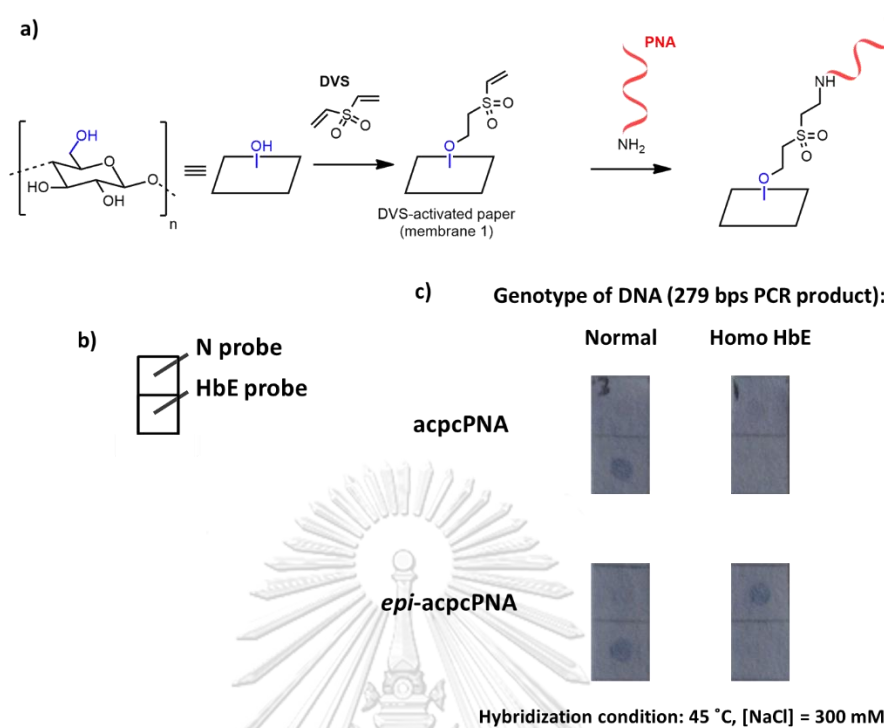 a)
OH
O
HO
OH
O
n
≡
OH
DVS
S
O
O
O
S
O
O
DVS-activated paper
(membrane 1)
PNA
NH₂
NH
S
O
O
O
b)
N probe
HbE probe
c) Genotype of DNA (279 bps PCR product):
Normal Homo HbE
acpcPNA
epi-acpcPNA
Hybridization condition: 45 ˚C, [NaCl] = 300 mM